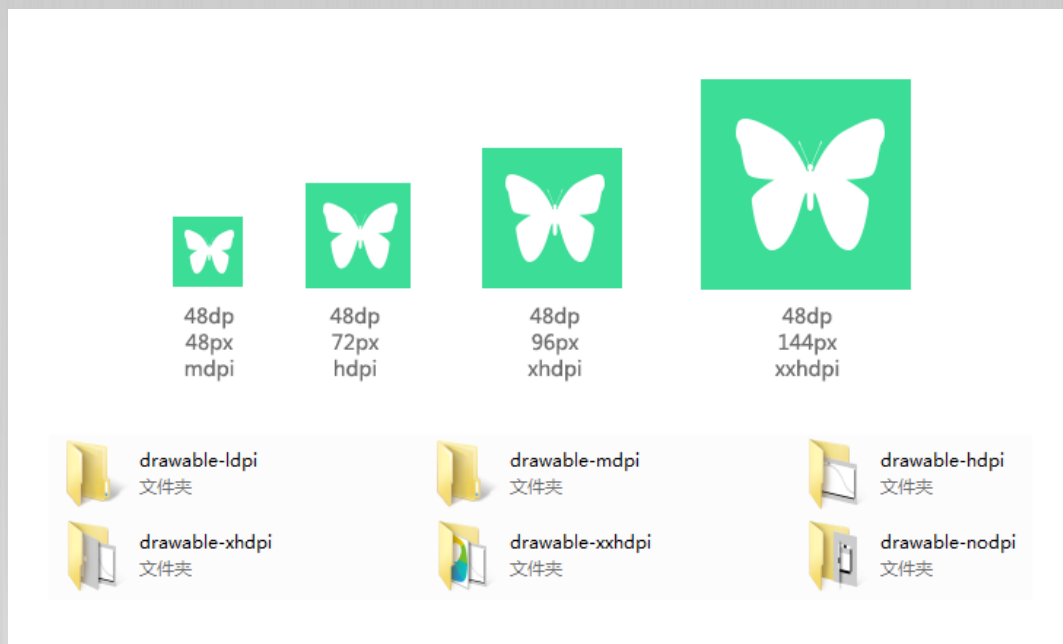 48dp
48px
mdpi
48dp
72px
hdpi
48dp
96px
xhdpi
48dp
144px
xxhdpi
drawable-ldpi
文件夹
drawable-mdpi
文件夹
drawable-hdpi
文件夹
drawable-xhdpi
文件夹
drawable-xxhdpi
文件夹
drawable-nodpi
文件夹